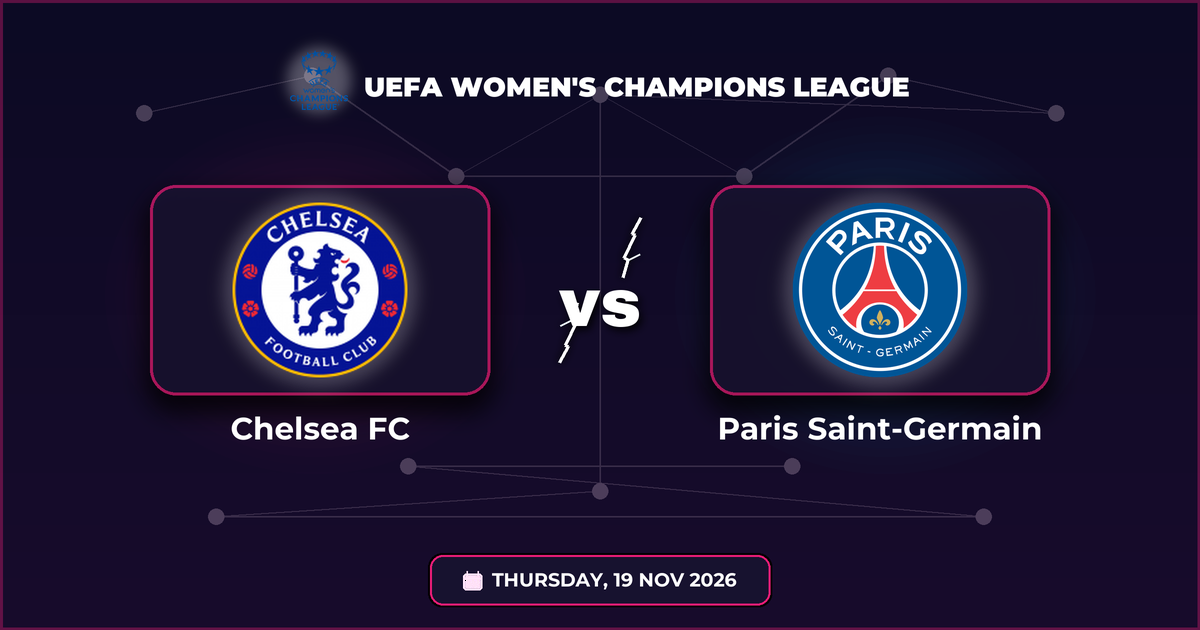 UEFA WOMEN'S CHAMPIONS LEAGUE
CHELSEA
FOOTBALL CLUB
VS
PARIS
SAINT-GERMAIN
Chelsea FC
Paris Saint-Germain
THURSDAY, 19 NOV 2026